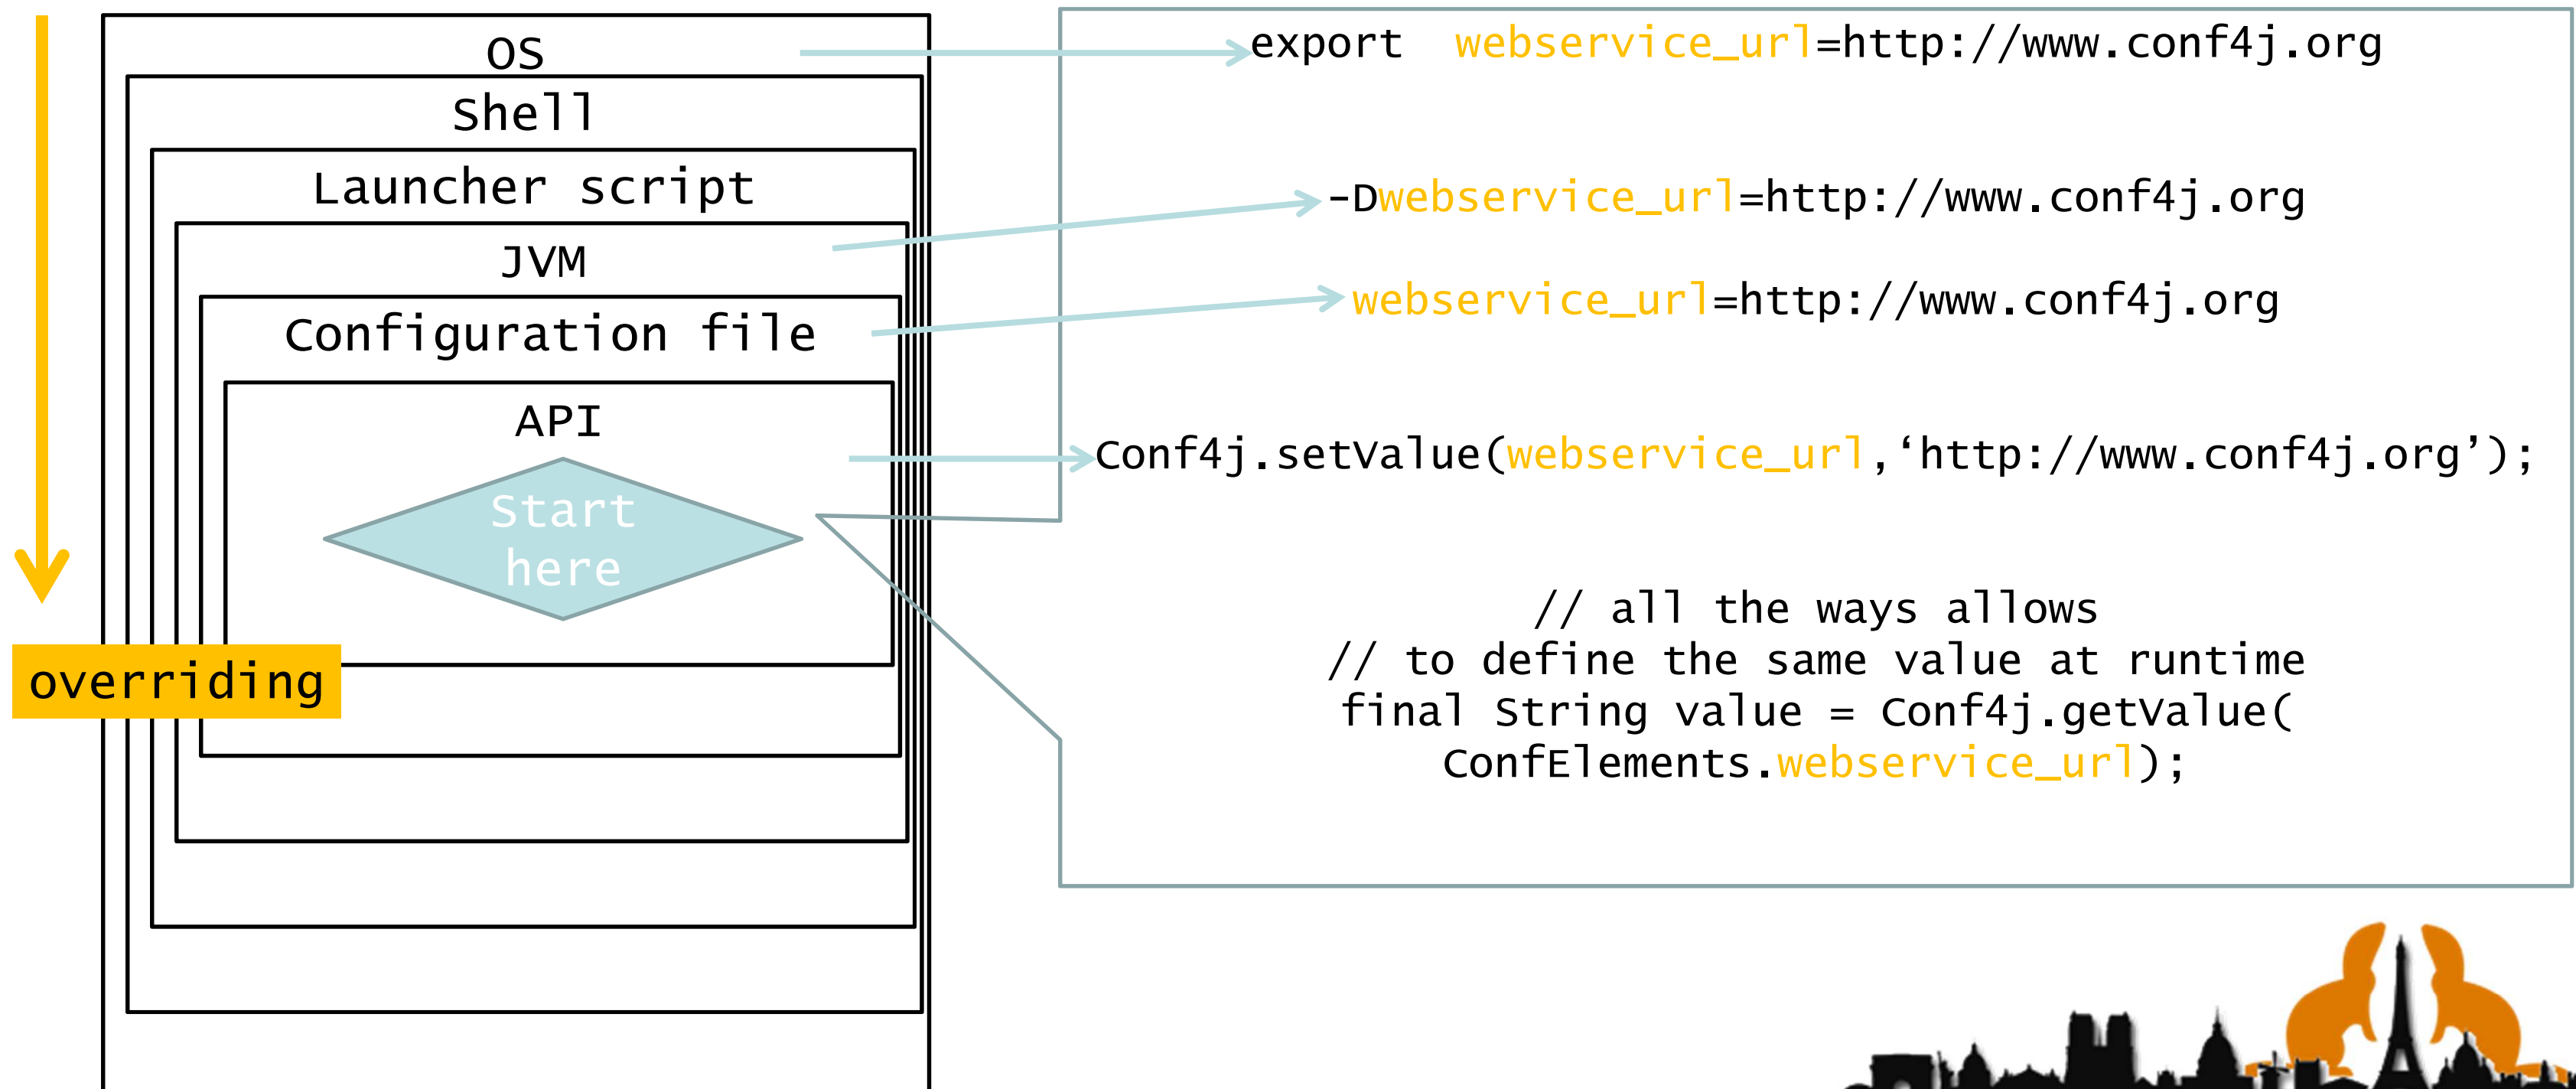 OS
Shell
Launcher script
JVM
Configuration file
API
Start
here
overriding
export webservice_url=http://www.conf4j.org
-Dwebservice_url=http://www.conf4j.org
webservice_url=http://www.conf4j.org
Conf4j.setValue(webservice_url,‘http://www.conf4j.org’);
// all the ways allows
// to define the same value at runtime
final String value = Conf4j.getValue(
ConfElements.webservice_url);